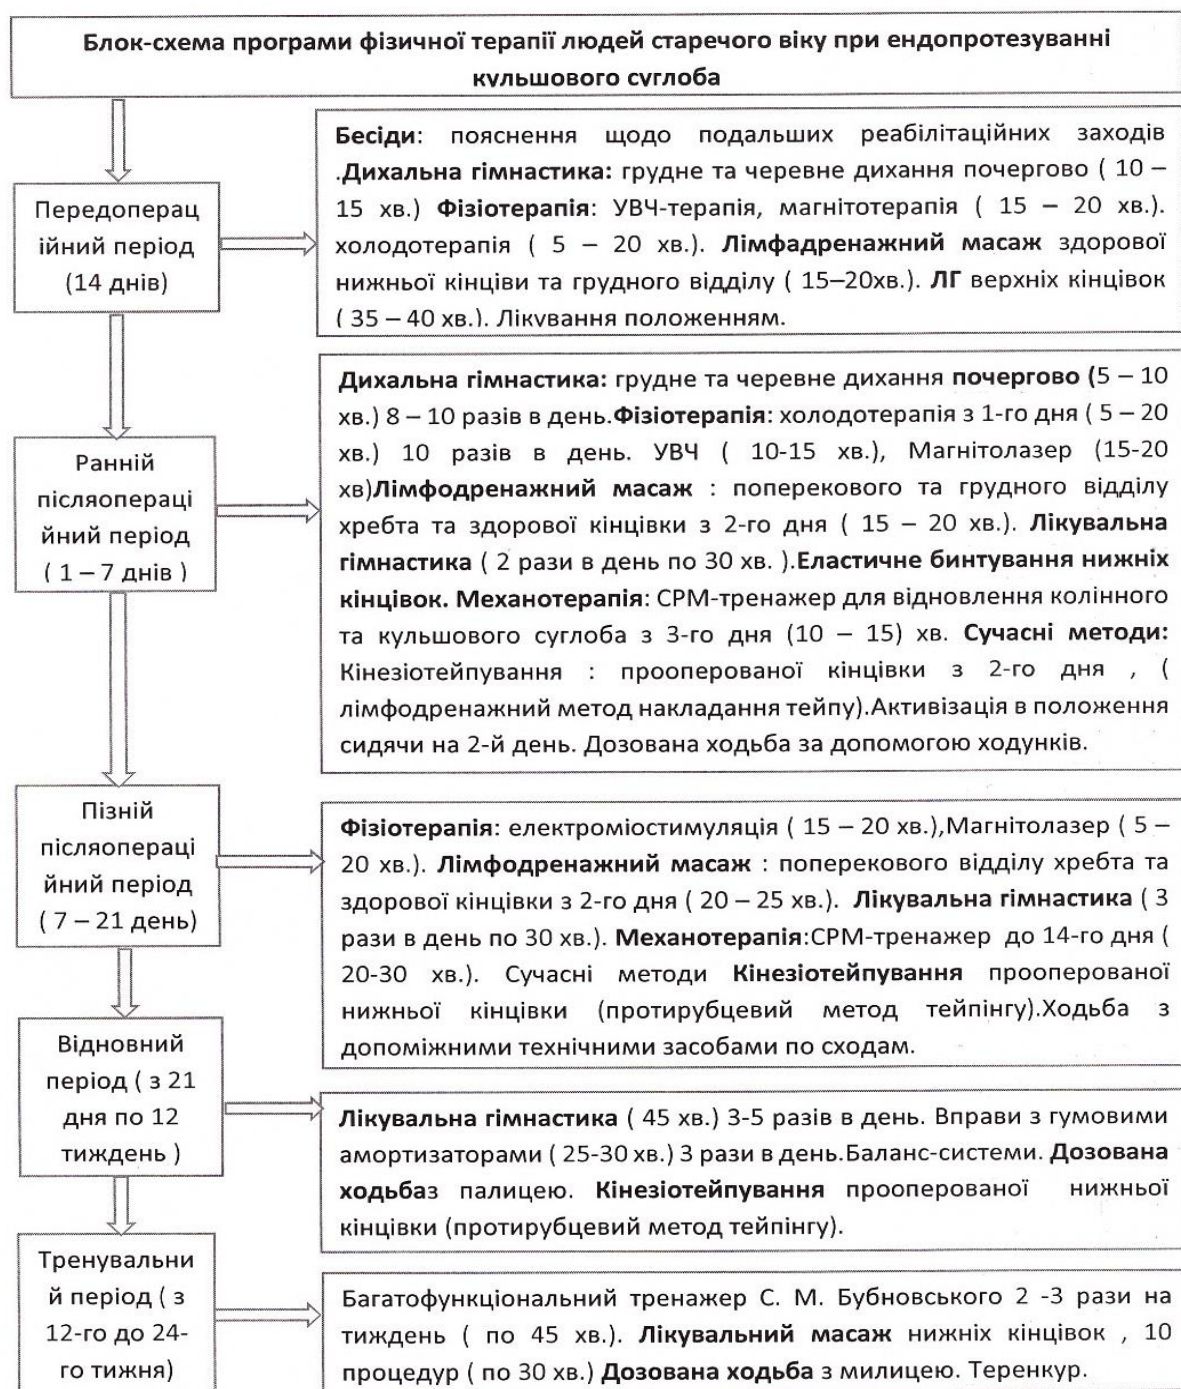 Блок-схема програми фізичної терапії людей старечого віку при ендопротезуванні
кульшового суглоба
Передоперац
ійний період
(14 днів)
Бесіди: пояснення щодо подальших реабілітаційних заходів
.Дихальна гімнастика: грудне та черевне дихання почергово ( 10 –
15 хв.) Фізіотерапія: УВЧ-терапія, магнітотерапія ( 15 – 20 хв.).
холодотерапія ( 5 – 20 хв.). Лімфадренажний масаж здорової
нижньої кінціви та грудного відділу ( 15–20хв.). ЛГ верхніх кінцівок
( 35 – 40 хв.). Лікування положенням.
Ранній
післяопераці
йний період
( 1 – 7 днів )
Дихальна гімнастика: грудне та черевне дихання почергово (5 – 10
хв.) 8 – 10 разів в день.Фізіотерапія: холодотерапія з 1-го дня ( 5 – 20
хв.) 10 разів в день. УВЧ ( 10-15 хв.), Магнітолазер (15-20
хв)Лімфодренажний масаж : поперекового та грудного відділу
хребта та здорової кінцівки з 2-го дня ( 15 – 20 хв.). Лікувальна
гімнастика ( 2 рази в день по 30 хв. ).Еластичне бинтування нижніх
кінцівок. Механотерапія: СРМ-тренажер для відновлення колінного
та кульшового суглоба з 3-го дня (10 – 15) хв. Сучасні методи:
Кінезіотейпування : прооперованої кінцівки з 2-го дня , (
лімфодренажний метод накладання тейпу).Активізація в положення
сидячи на 2-й день. Дозована ходьба за допомогою ходунків.
Пізній
післяопераці
йний період
( 7 – 21 день)
Фізіотерапія: електроміостимуляція ( 15 – 20 хв.),Магнітолазер ( 5 –
20 хв.). Лімфодренажний масаж : поперекового відділу хребта та
здорової кінцівки з 2-го дня ( 20 – 25 хв.). Лікувальна гімнастика ( 3
рази в день по 30 хв.). Механотерапія:СРМ-тренажер до 14-го дня (
20-30 хв.). Сучасні методи Кінезіотейпування прооперованої
нижньої кінцівки (протирубцевий метод тейпінгу).Ходьба з
допоміжними технічними засобами по сходам.
Відновний
період ( з 21
дня по 12
тиждень )
Лікувальна гімнастика ( 45 хв.) 3-5 разів в день. Вправи з гумовими
амортизаторами ( 25-30 хв.) 3 рази в день.Баланс-системи. Дозована
ходьбаз палицею. Кінезіотейпування прооперованої нижньої
кінцівки (протирубцевий метод тейпінгу).
Тренувальни
й період ( з
12-го до 24-
го тижня)
Багатофункціональний тренажер С. М. Бубновського 2 -3 рази на
тиждень ( по 45 хв.). Лікувальний масаж нижніх кінцівок , 10
процедур ( по 30 хв.) Дозована ходьба з милицею. Теренкур.